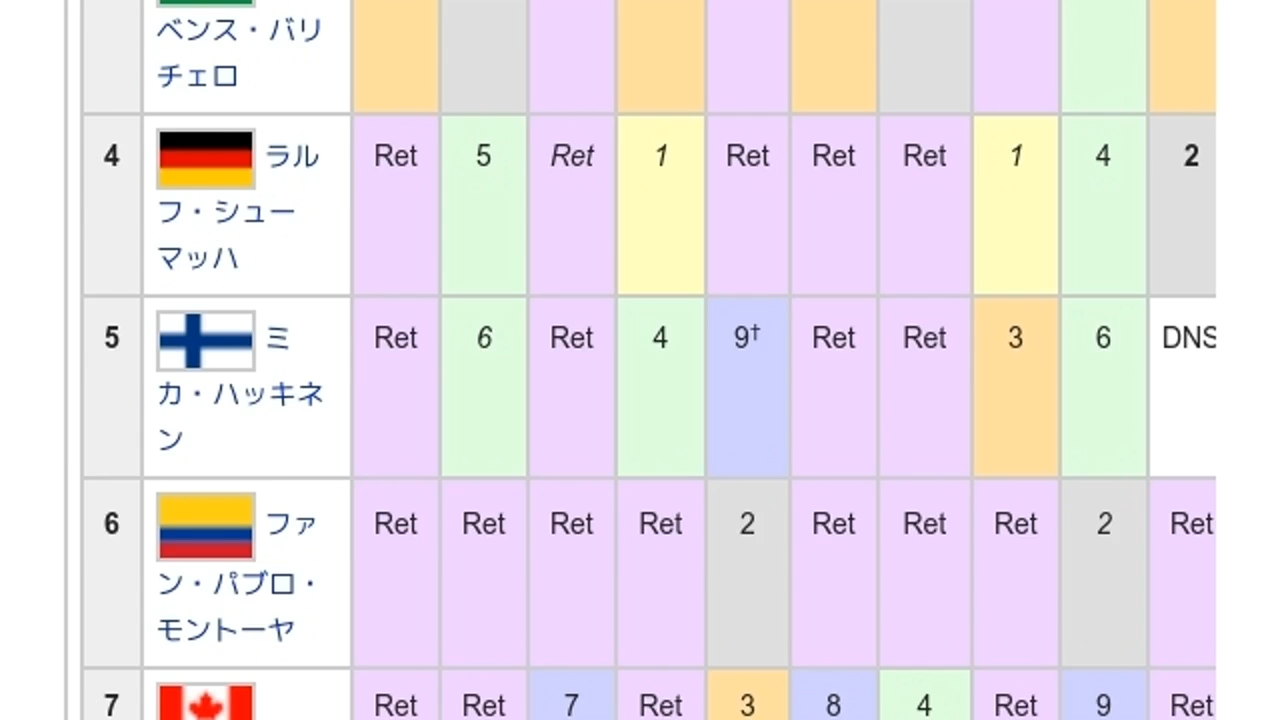 ベンス・バリ
チェロ
4 ラル Ret 5 Ret 1 Ret Ret Ret 1 4 2
フ・シュー
マッハ
5 ミ Ret 6 Ret 4 9† Ret Ret 3 6 DNS
カ・ハッキネ
ン
6 ファ Ret Ret Ret Ret 2 Ret Ret Ret 2 Ret
ン・パブロ・
モントーヤ
7 Ret Ret 7 Ret 3 8 4 Ret 9 Ret